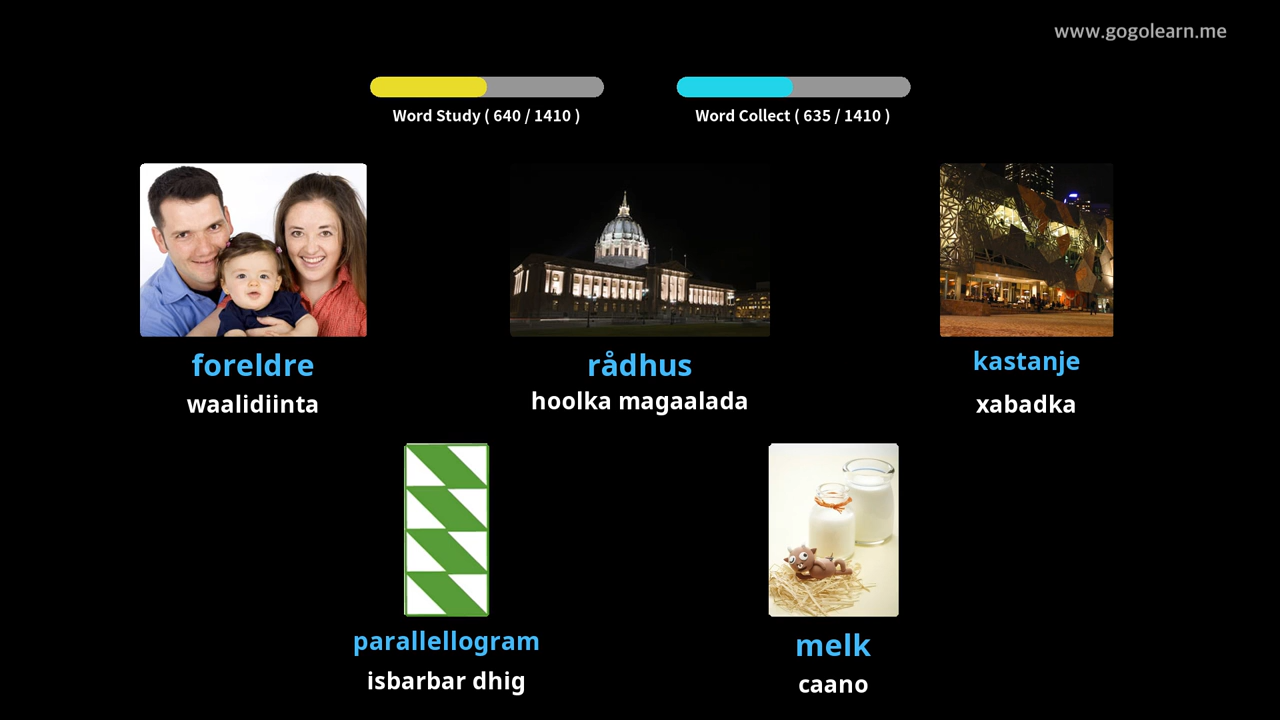 www.gogolearn.me
Word Study ( 640 / 1410 )
Word Collect ( 635 / 1410 )
foreldre
waalidiinta
rådhus
hoolka magaalada
kastanje
xabadka
parallellogram
isbarbar dhig
melk
caano